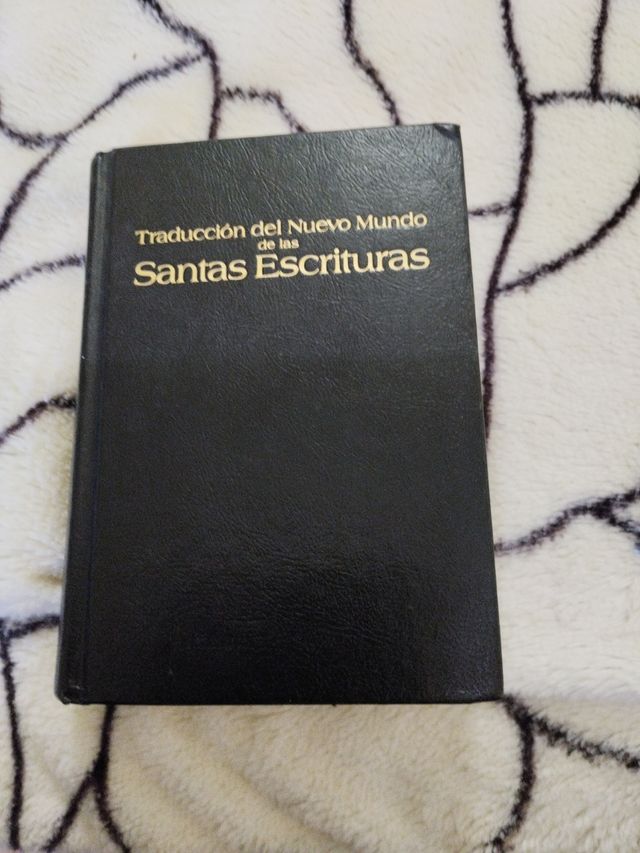 Traducción del Nuevo Mundo
de las
Santas Escrituras